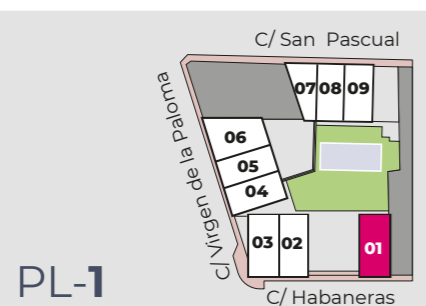 C/ San Pascual
C/ Virgen de la Paloma
07 08 09
06
05
04
03 02
01
PL-1
C/ Habaneras